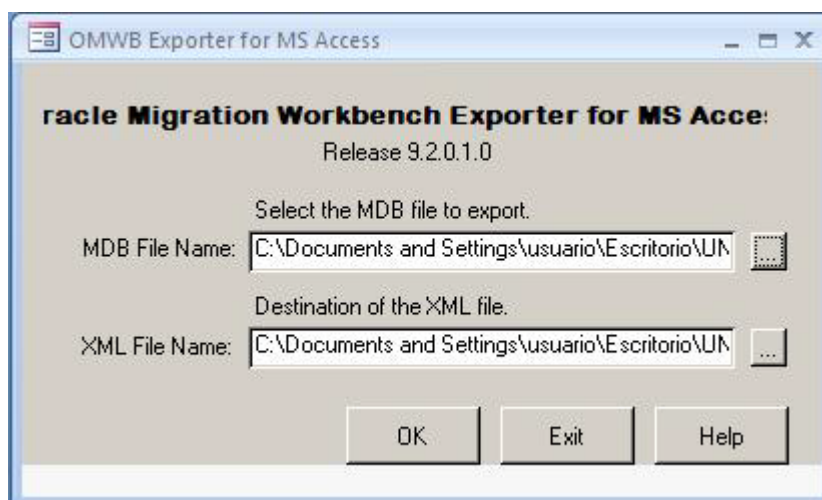 OMWB Exporter for MS Access
racle Migration Workbench Exporter for MS Acce
Release 9.2.0.1.0
Select the MDB file to export.
MDB File Name: C:\Documents and Settings\usuario\Escritorio\UN ...
Destination of the XML file.
XML File Name: C:\Documents and Settings\usuario\Escritorio\UN ...
OK Exit Help